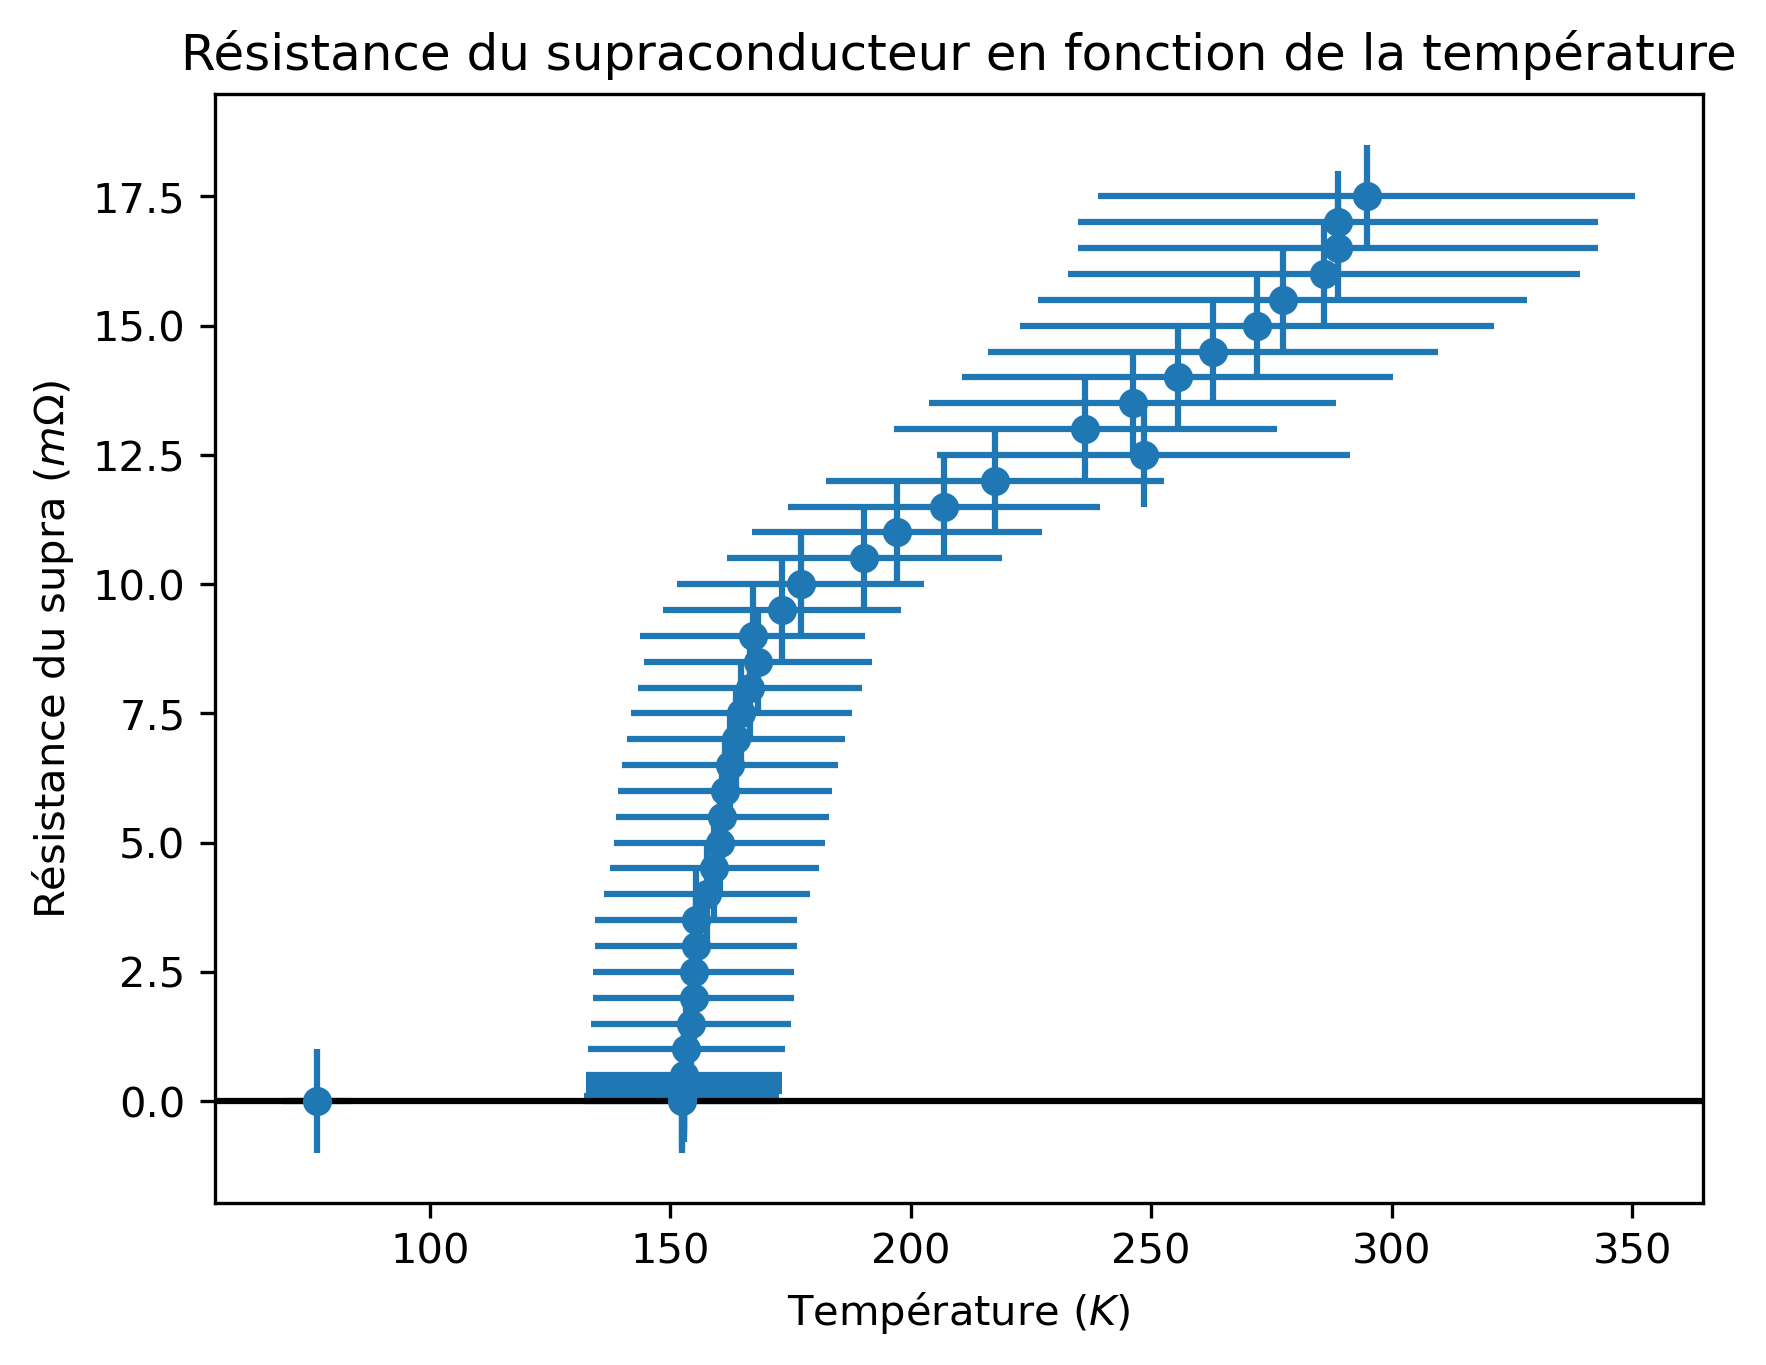 Résistance du supraconducteur en fonction de la température
17.5
15.0
12.5
10.0
7.5
5.0
2.5
0.0
Résistance du supra (mΩ)
100 150 200 250 300 350
Température (K)